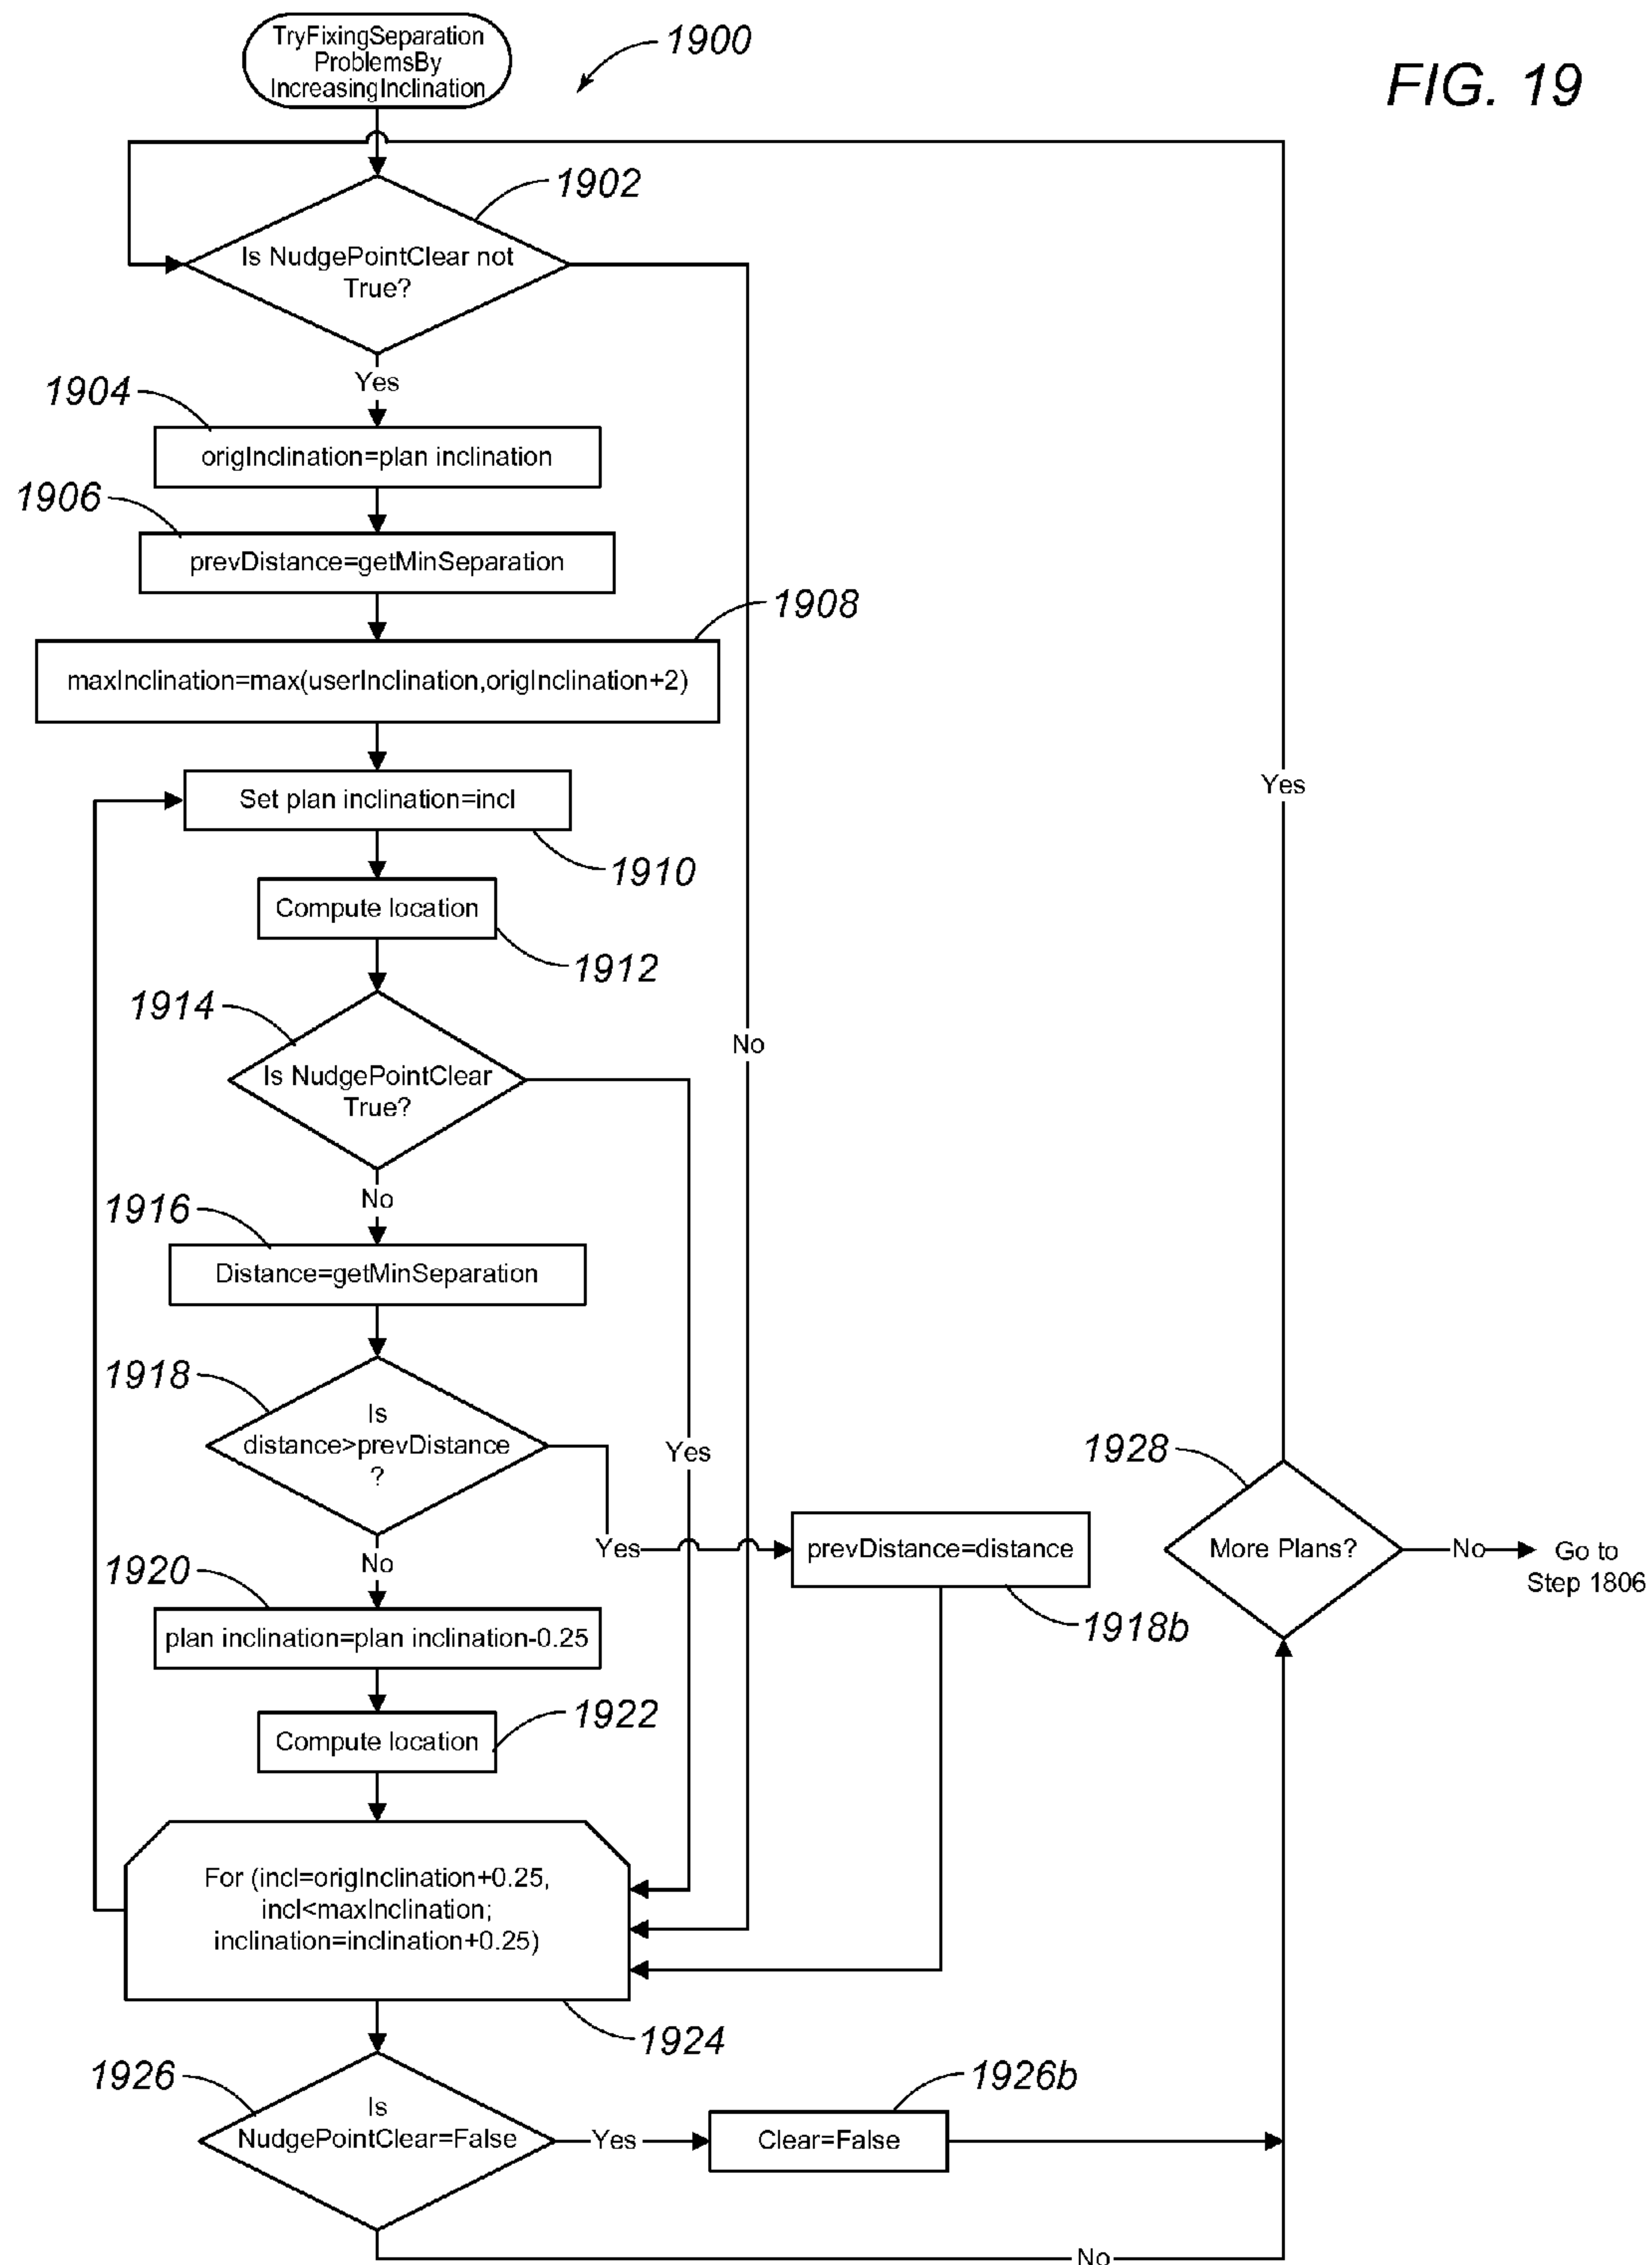 TryFixingSeparation
ProblemsBy
IncreasingInclination
1900
FIG. 19
1902
Is NudgePointClear not
True?
Yes
1904
origInclination=plan inclination
1906
prevDistance=getMinSeparation
1908
maxInclination=max(userInclination,origInclination+2)
Set plan inclination=incl
Yes
1910
Compute location
1912
1914
No
Is NudgePointClear
True?
No
1916
Distance=getMinSeparation
1918
Is
distance>prevDistance
?
Yes
1928
Yes
prevDistance=distance
More Plans?
No
Go to
Step 1806
No
1920
1918b
plan inclination=plan inclination-0.25
1922
Compute location
For (incl=origInclination+0.25,
incl<maxInclination;
inclination=inclination+0.25)
1924
1926
1926b
Is
NudgePointClear=False
Yes
Clear=False
No